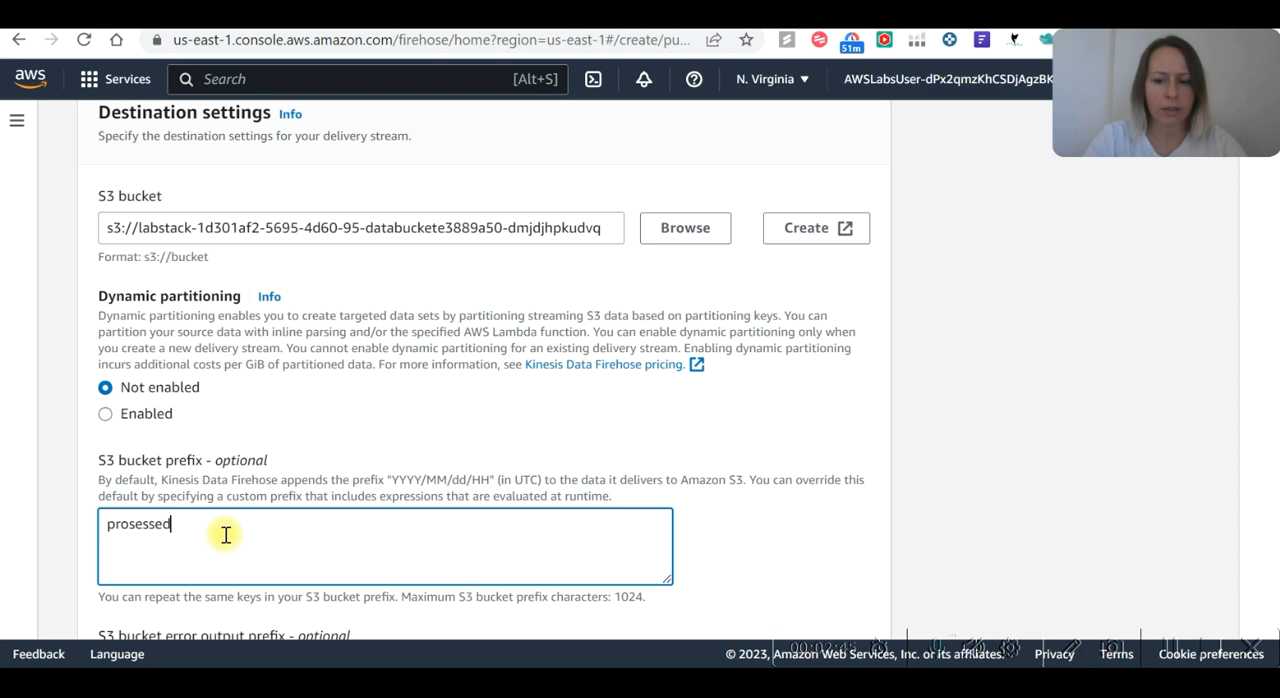 us-east-1.console.aws.amazon.com/firehose/home?region=us-east-1#/create/pu...
51m
aws
Services
Search
[Alt+S]
N. Virginia
AWSLabsUser-dPx2qmzKhCSDjAgzBK
Destination settings Info
Specify the destination settings for your delivery stream.
S3 bucket
s3://labstack-1d301af2-5695-4d60-95-databuckete3889a50-dmjdjhpkudvq
Browse
Create
Format: s3://bucket
Dynamic partitioning Info
Dynamic partitioning enables you to create targeted data sets by partitioning streaming S3 data based on partitioning keys. You can
partition your source data with inline parsing and/or the specified AWS Lambda function. You can enable dynamic partitioning only when
you create a new delivery stream. You cannot enable dynamic partitioning for an existing delivery stream. Enabling dynamic partitioning
incurs additional costs per GiB of partitioned data. For more information, see Kinesis Data Firehose pricing.
Not enabled
Enabled
S3 bucket prefix - optional
By default, Kinesis Data Firehose appends the prefix "YYYY/MM/dd/HH" (in UTC) to the data it delivers to Amazon S3. You can override this
default by specifying a custom prefix that includes expressions that are evaluated at runtime.
prosessed
You can repeat the same keys in your S3 bucket prefix. Maximum S3 bucket prefix characters: 1024.
S3 bucket error output prefix - optional
Feedback
Language
© 2023, Amazon Web Services, Inc. or its affiliates.
Privacy
Terms
Cookie preferences